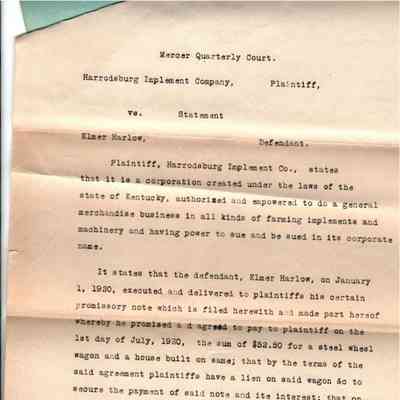 Mercer Quarterly Court.
Harrodsburg Implement Company, Plaintiff,
vs. Statement
Elmer Harlow, Defendant.
Plaintiff, Harrodsburg Implement Co., states
that it is a corporation created under the laws of the
state of Kentucky, authorized and empowered to do a general
merchandise business in all kinds of farming implements and
machinery and having power to sue and be sued in its corporate
name.
It states that the defendant, Elmer Harlow, on January
1, 1920, executed and delivered to plaintiffs his certain
promissory note which is filed herewith and made part hereof
whereby he promised a d agreed to pay to plaintiff on the
1st day of July, 1920, the sum of $52.50 for a steel wheel
wagon and a house built on same; that by the terms of the
said agreement plaintiffs have a lien on said wagon &c to
secure the payment of said note and its interest; that on